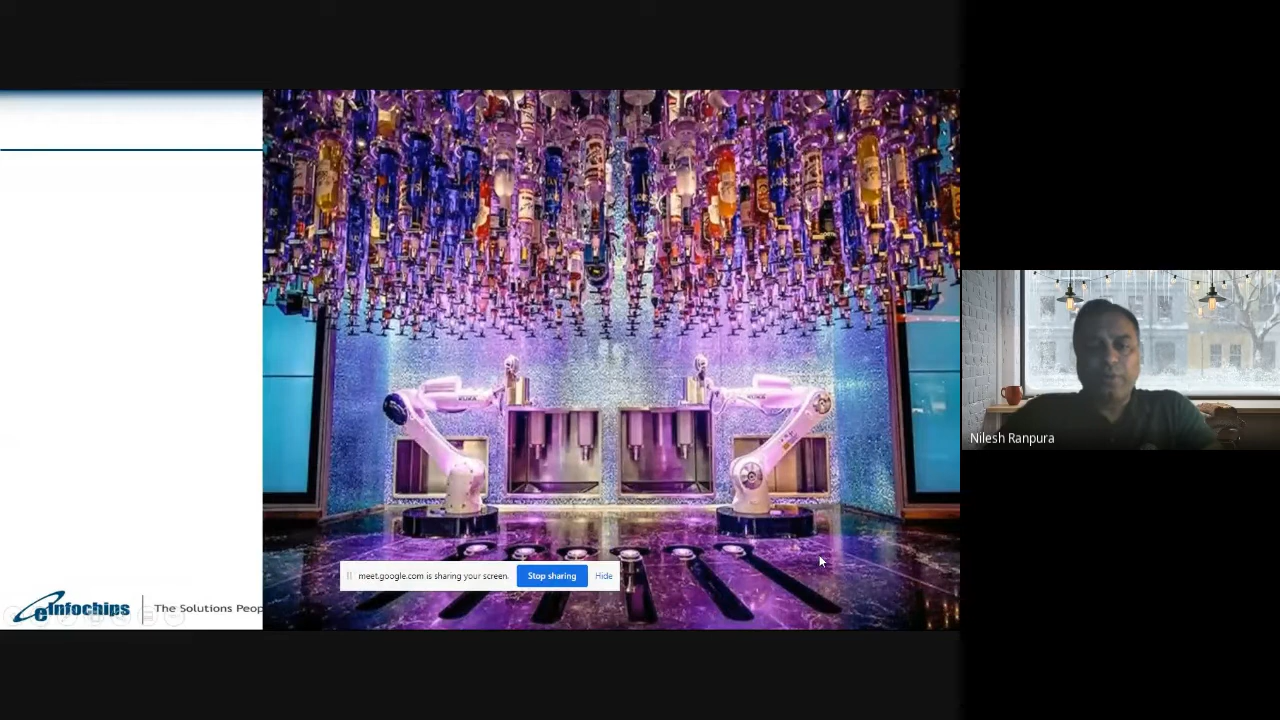 meet.google.com is sharing your screen.
Stop sharing
Hide
Nilesh Ranpura
eInfochips
The Solutions Peop